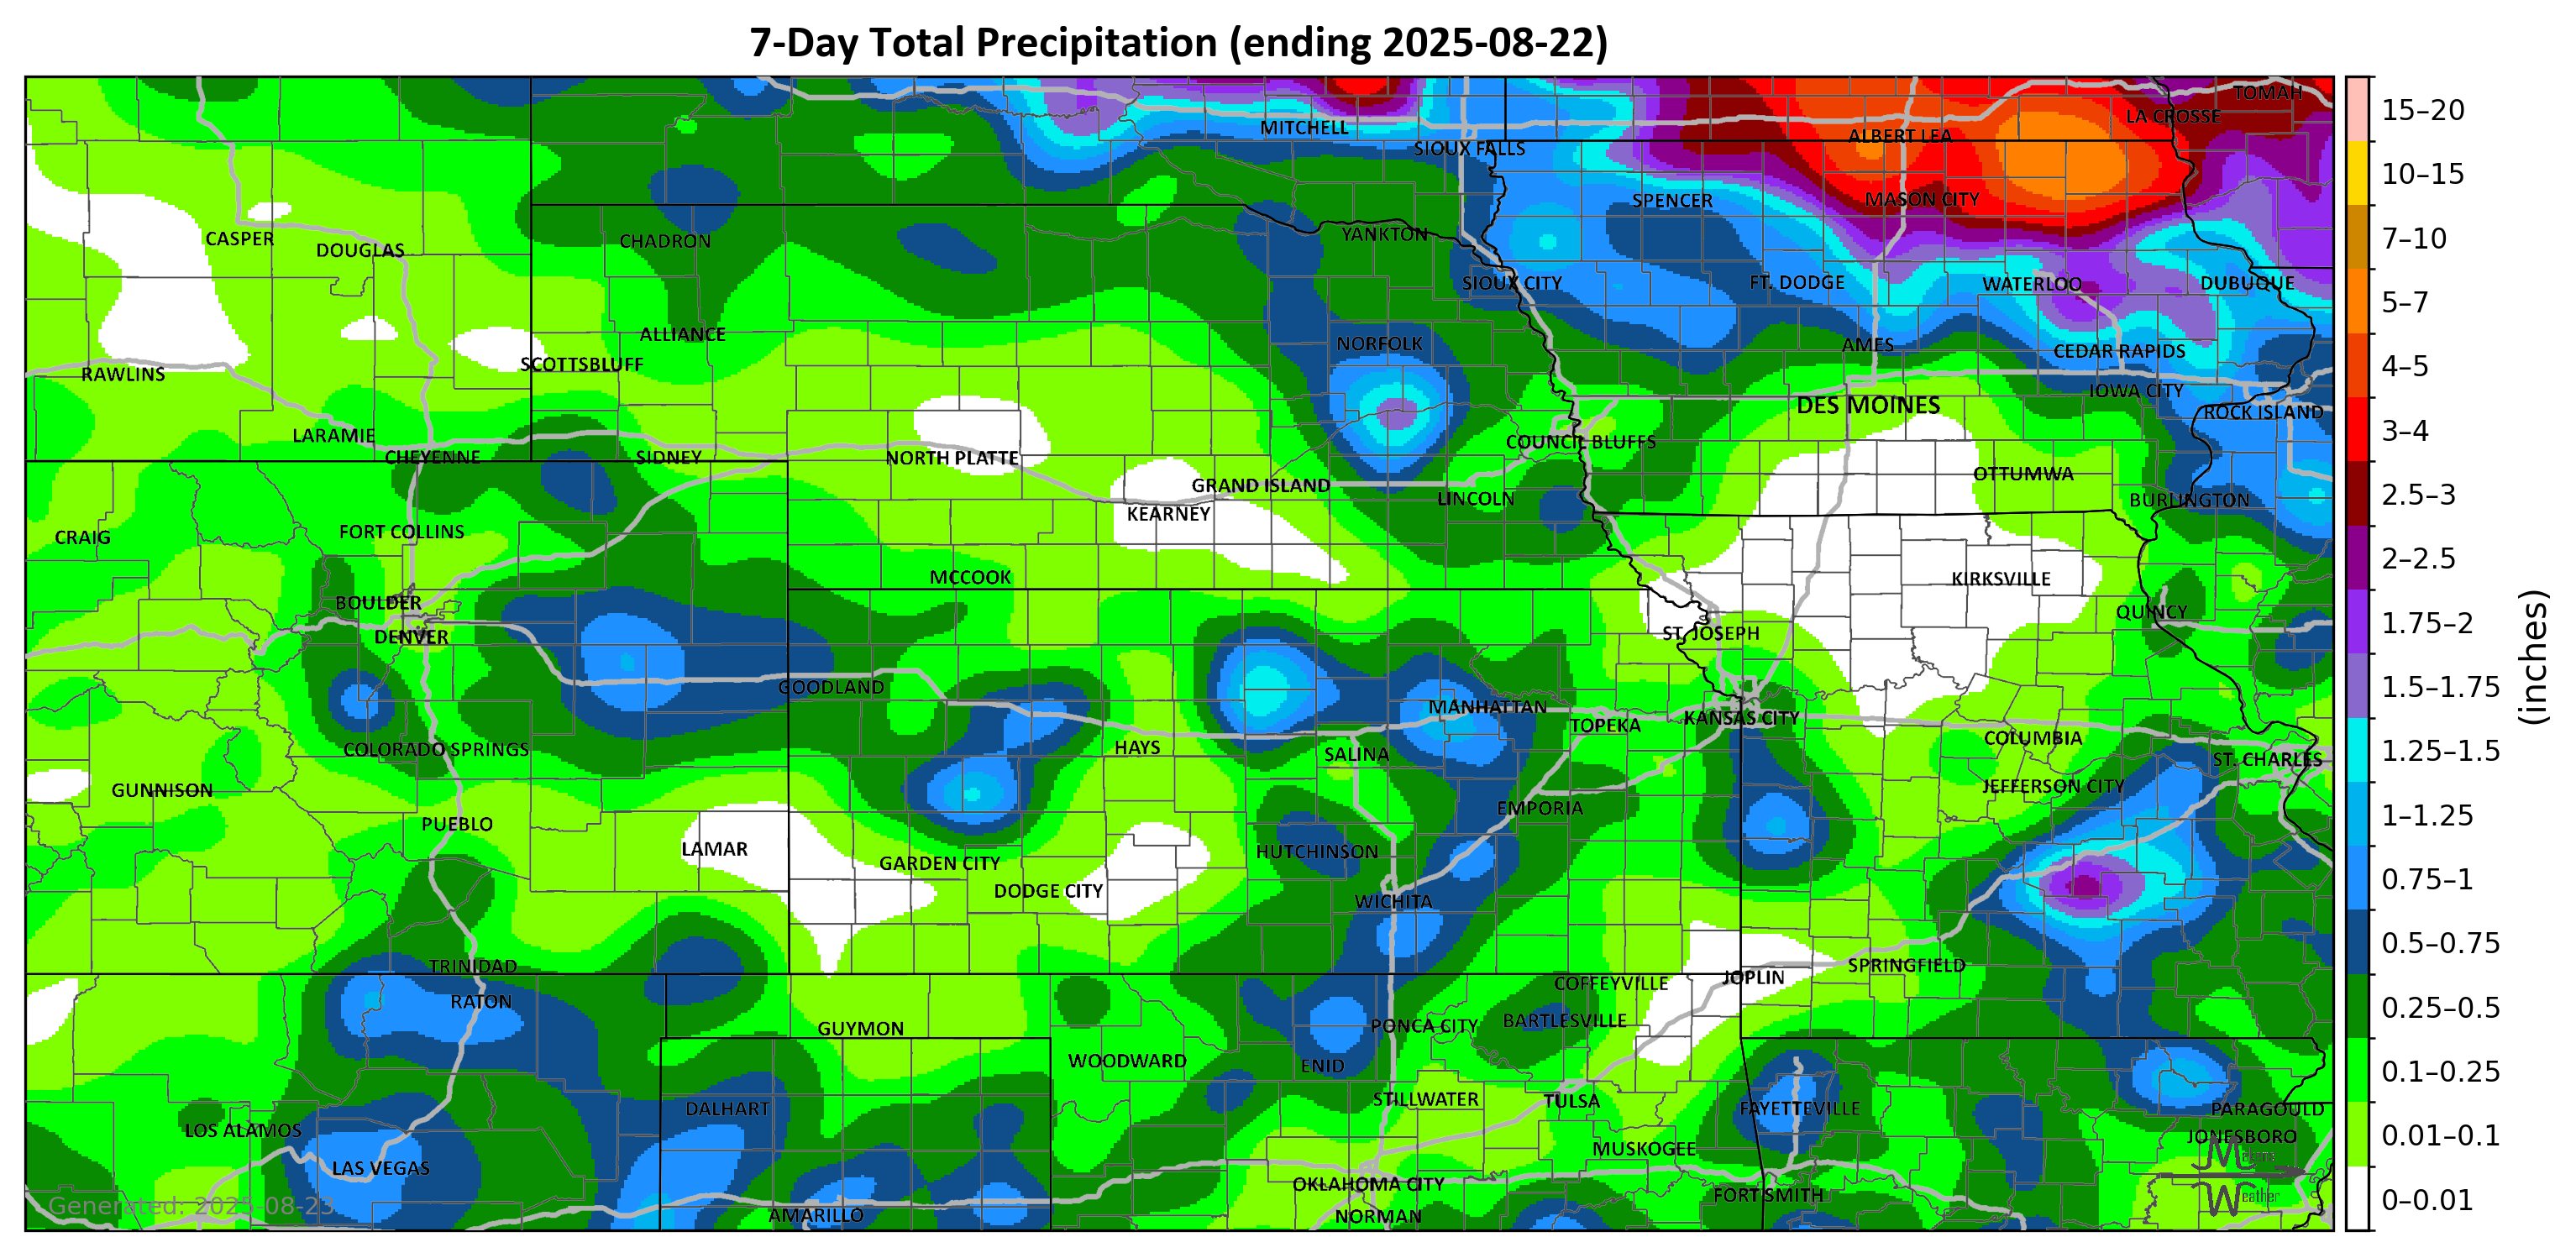 7-Day Total Precipitation (ending 2025-08-22)
TOMAH
LA CROSSE
MITCHELL
ALBERT LEA
SIOUX FALLS
SPENCER
MASON CITY
CASPER
DOUGLAS
CHADRON
YANKTON
SIOUX CITY
FT. DODGE
WATERLOO
DUBUQUE
ALLIANCE
NORFOLK
AMES
CEDAR RAPIDS
SCOTTSBLUFF
RAWLINS
IOWA CITY
DES MOINES
ROCK ISLAND
LARAMIE
COUNCIL BLUFFS
CHEYENNE
SIDNEY
NORTH PLATTE
OTTUMWA
GRAND ISLAND
LINCOLN
BURLINGTON
KEARNEY
CRAIG
FORT COLLINS
MCCOOK
KIRKSVILLE
BOULDER
QUINCY
DENVER
ST. JOSEPH
GOODLAND
MANHATTAN
KANSAS CITY
TOPEKA
COLORADO SPRINGS
HAYS
SALINA
COLUMBIA
ST. CHARLES
GUNNISON
JEFFERSON CITY
EMPORIA
PUEBLO
LAMAR
GARDEN CITY
HUTCHINSON
DODGE CITY
WICHITA
TRINIDAD
SPRINGFIELD
JOPLIN
COFFEYVILLE
RATON
GUYMON
PONCA CITY
BARTLESVILLE
WOODWARD
ENID
STILLWATER
TULSA
DALHART
FAYETTEVILLE
PARAGOULD
LOS ALAMOS
JONESBORO
MUSKOGEE
LAS VEGAS
OKLAHOMA CITY
FORT SMITH
AMARILLO
NORMAN
Generated: 2025-08-23
Weather
15–20
10–15
7–10
5–7
4–5
3–4
2.5–3
2–2.5
1.75–2
1.5–1.75
1.25–1.5
1–1.25
0.75–1
0.5–0.75
0.25–0.5
0.1–0.25
0.01–0.1
0–0.01
(inches)